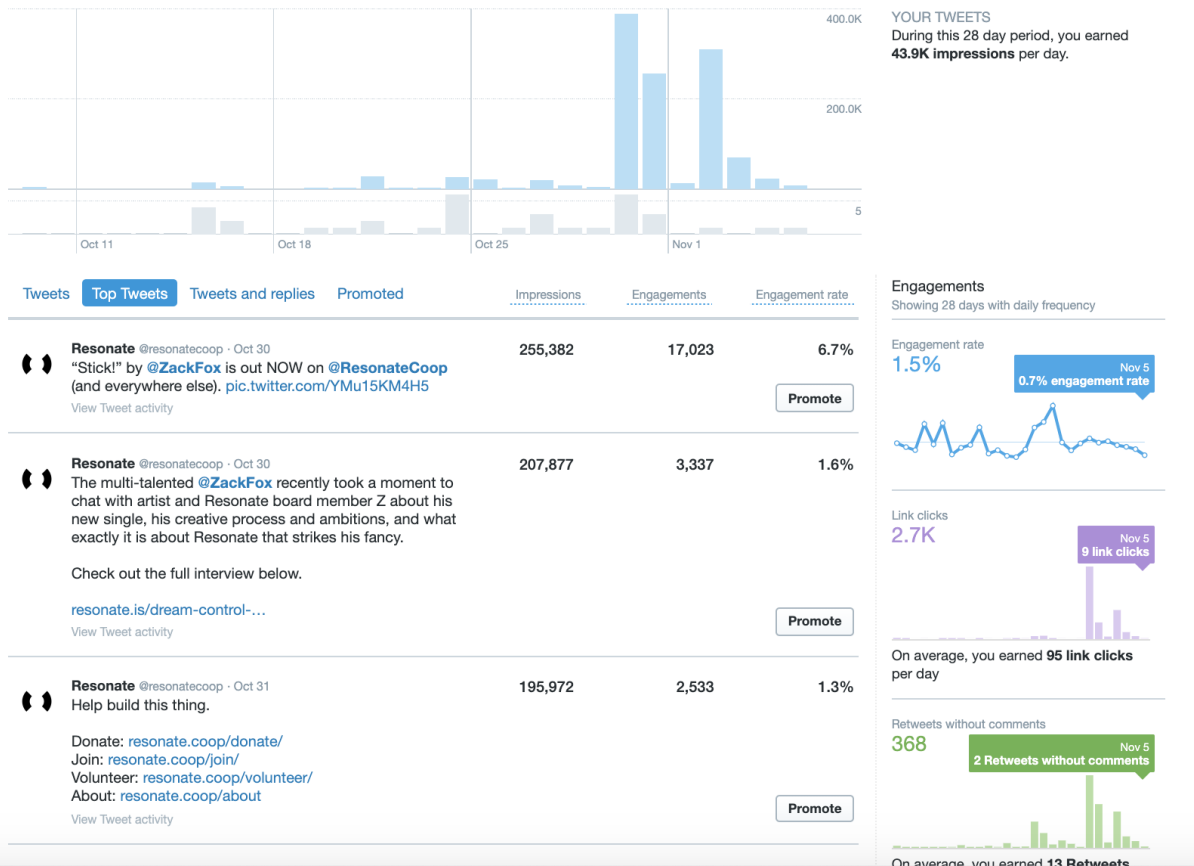 400.0K
200.0K
5
Oct 11
Oct 18
Oct 25
Nov 1
YOUR TWEETS
During this 28 day period, you earned
43.9K impressions per day.
Tweets
Top Tweets
Tweets and replies
Promoted
Impressions
Engagements
Engagement rate
Resonate @resonatecoop · Oct 30
“Stick!” by @ZackFox is out NOW on @ResonateCoop
(and everywhere else). pic.twitter.com/YMu15KM4H5
View Tweet activity
255,382
17,023
6.7%
Promote
Resonate @resonatecoop · Oct 30
The multi-talented @ZackFox recently took a moment to
chat with artist and Resonate board member Z about his
new single, his creative process and ambitions, and what
exactly it is about Resonate that strikes his fancy.
Check out the full interview below.
resonate.is/dream-control-…
View Tweet activity
207,877
3,337
1.6%
Promote
Resonate @resonatecoop · Oct 31
Help build this thing.
Donate: resonate.coop/donate/
Join: resonate.coop/join/
Volunteer: resonate.coop/volunteer/
About: resonate.coop/about
View Tweet activity
195,972
2,533
1.3%
Promote
Engagements
Showing 28 days with daily frequency
Engagement rate
1.5%
Nov 5
0.7% engagement rate
Link clicks
2.7K
Nov 5
9 link clicks
On average, you earned 95 link clicks
per day
Retweets without comments
368
Nov 5
2 Retweets without comments
On average, you earned 13 Retweets